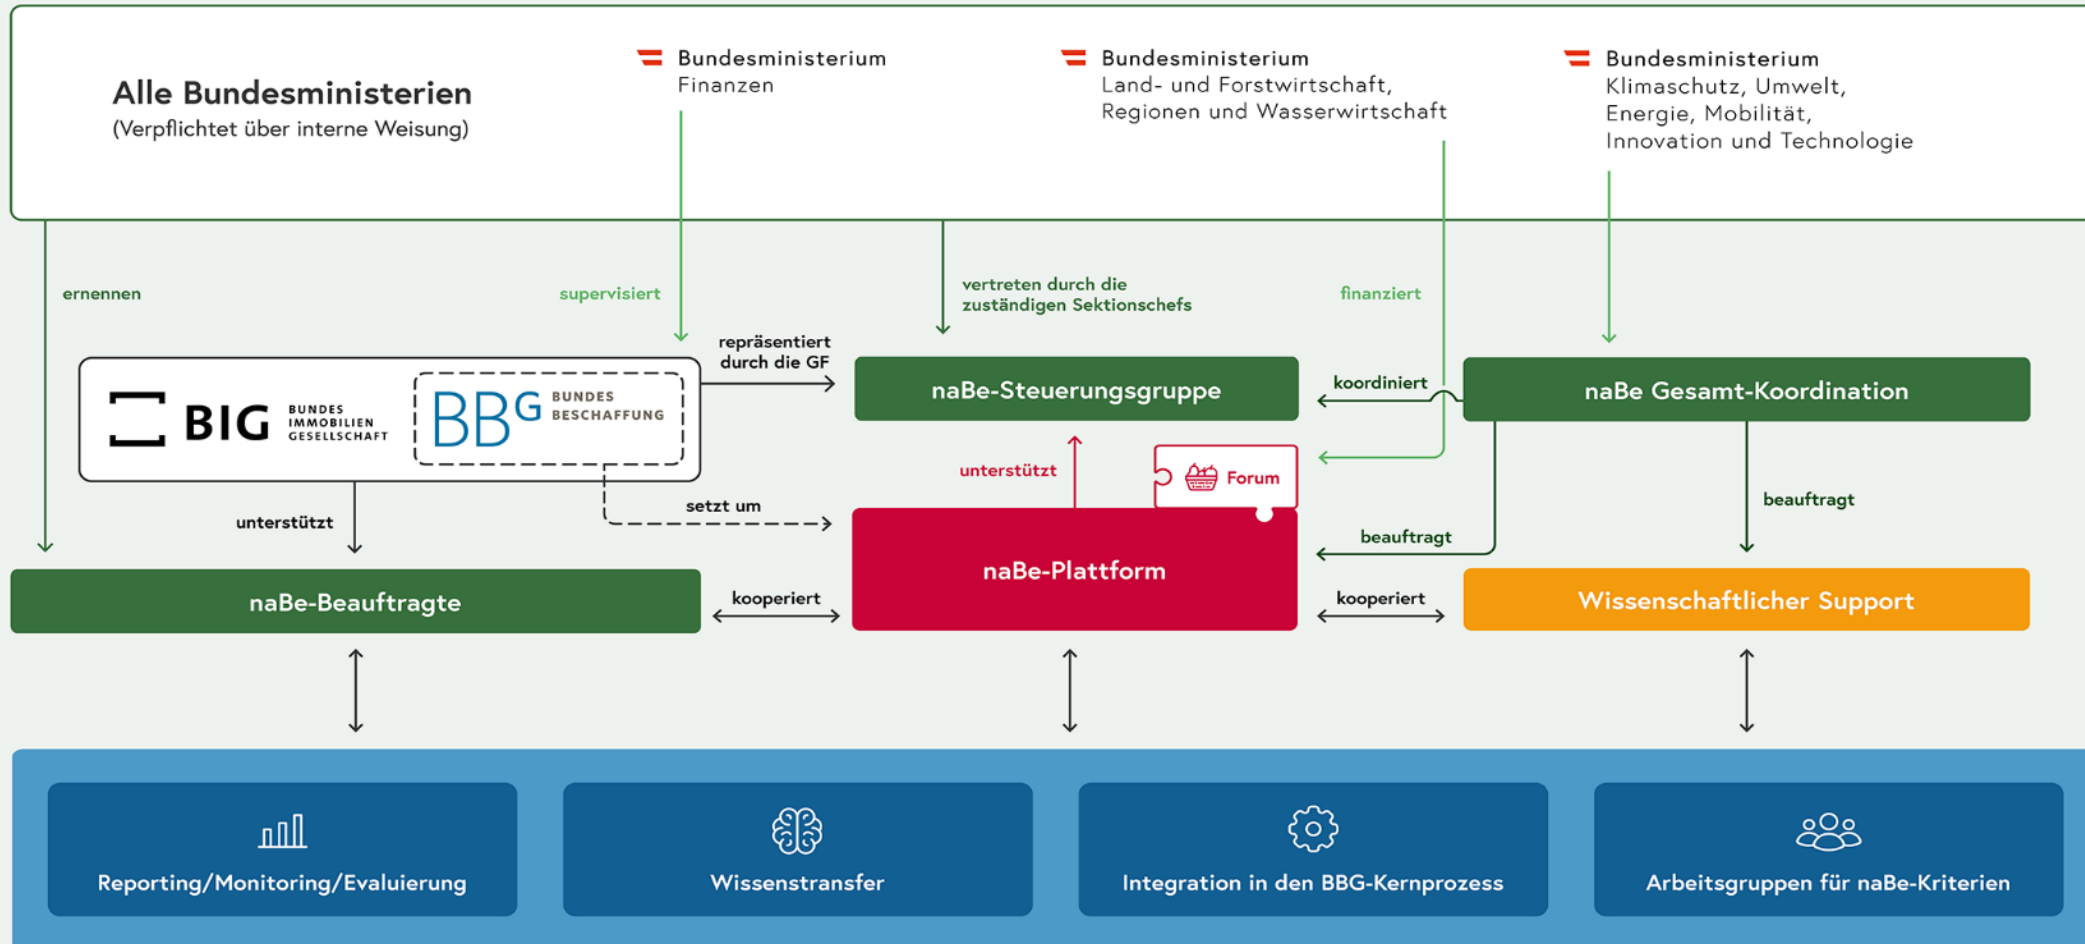 Alle Bundesministerien
(Verpflichtet über interne Weisung)
Bundesministerium
Finanzen
Bundesministerium
Land- und Forstwirtschaft,
Regionen und Wasserwirtschaft
Bundesministerium
Klimaschutz, Umwelt,
Energie, Mobilität,
Innovation und Technologie
ernennen
supervisiert
vertreten durch die
zuständigen Sektionschefs
finanziert
repräsentiert
durch die GF
BIG
BUNDES
IMMOBILIEN
GESELLSCHAFT
BBG
BUNDES
BESCHAFFUNG
naBe-Steuerungsgruppe
koordiniert
naBe Gesamt-Koordination
unterstützt
Forum
unterstützt
setzt um
beauftragt
beauftragt
naBe-Beauftragte
kooperiert
naBe-Plattform
kooperiert
Wissenschaftlicher Support
Reporting/Monitoring/Evaluierung
Wissenstransfer
Integration in den BBG-Kernprozess
Arbeitsgruppen für naBe-Kriterien